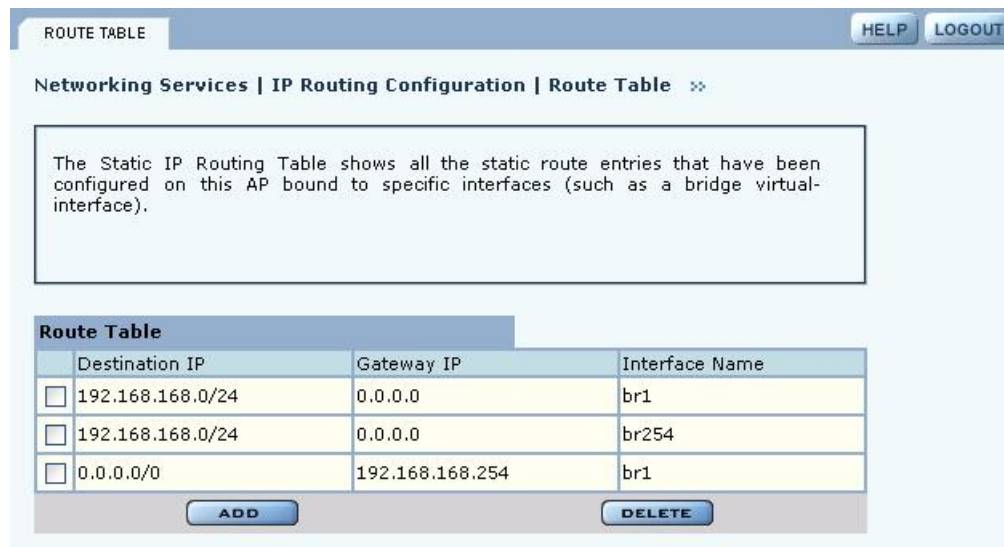 ROUTE TABLE
HELP
LOGOUT
Networking Services | IP Routing Configuration | Route Table »
The Static IP Routing Table shows all the static route entries that have been
configured on this AP bound to specific interfaces (such as a bridge virtual-
interface).
Route Table
Destination IP Gateway IP Interface Name
192.168.168.0/24 0.0.0.0 br1
192.168.168.0/24 0.0.0.0 br254
0.0.0.0/0 192.168.168.254 br1
ADD DELETE